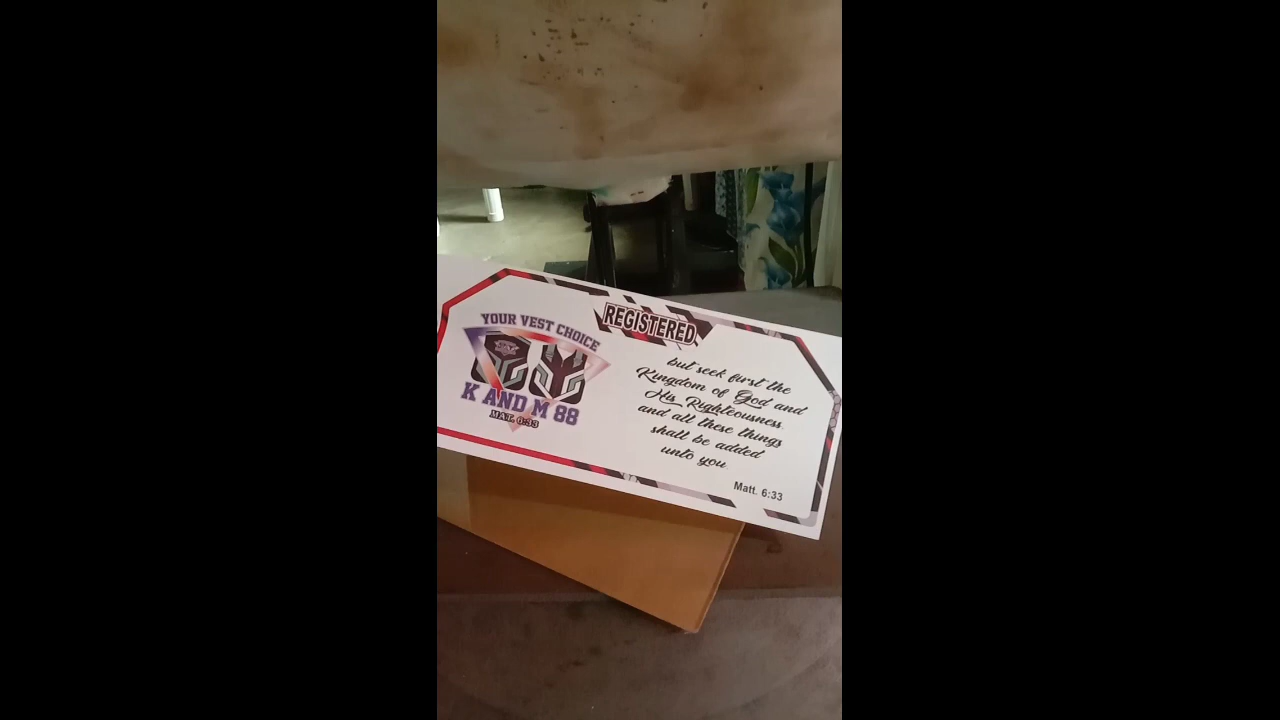 YOUR VEST CHOICE
K AND M 88
MAT. 6:33
REGISTERED
but seek first the
Kingdom of God and
His Righteousness
and all these things
shall be added
unto you
Matt. 6:33